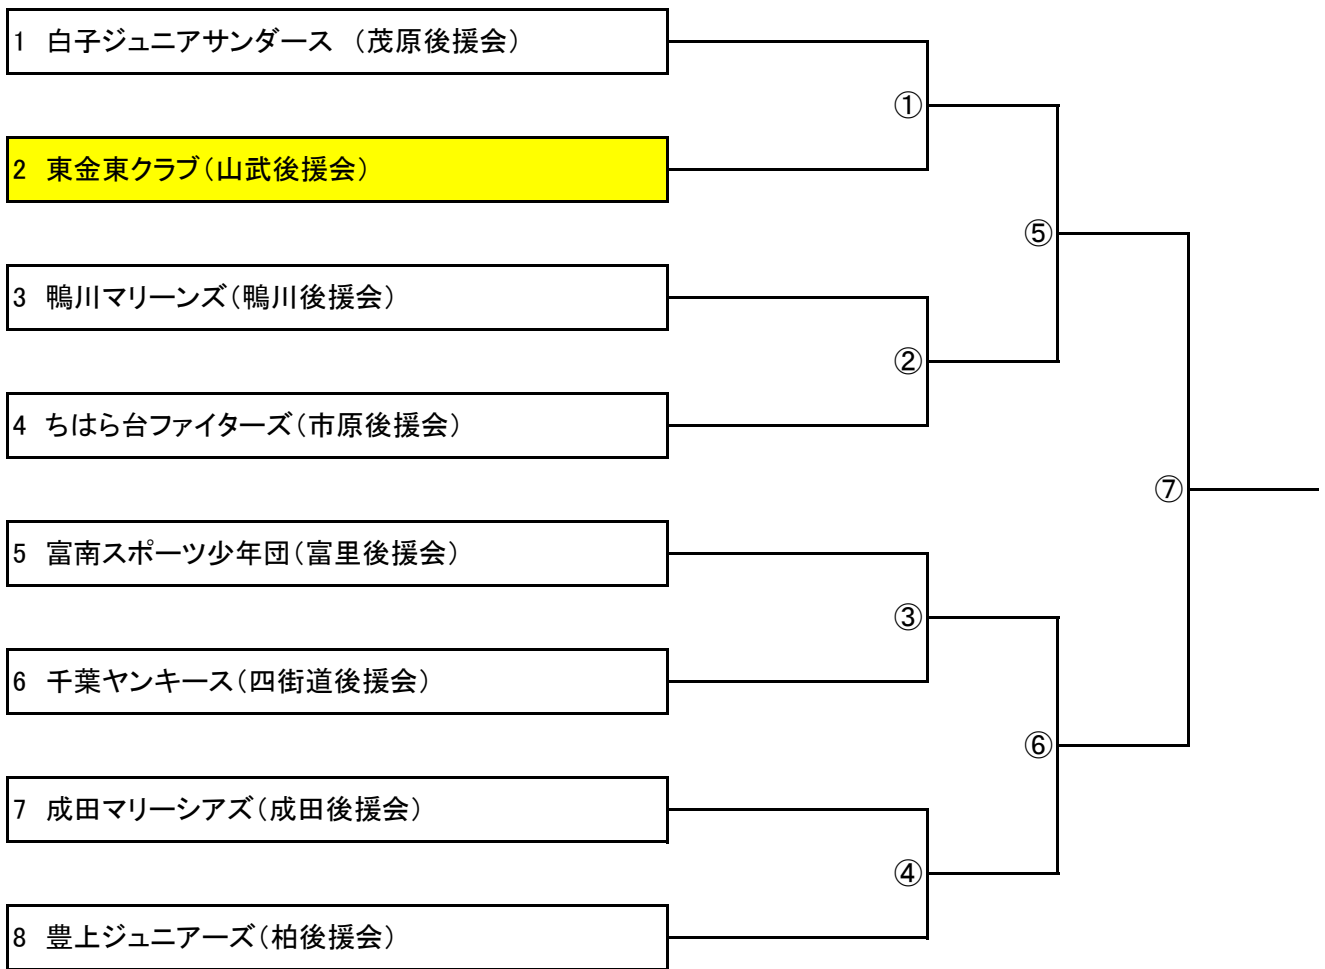 1 白子ジュニアサンダース （茂原後援会）
①
2 東金東クラブ（山武後援会）
⑤
3 鴨川マリーンズ（鴨川後援会）
②
4 ちはら台ファイターズ（市原後援会）
⑦
5 富南スポーツ少年団（富里後援会）
③
6 千葉ヤンキース（四街道後援会）
⑥
7 成田マリーシアズ（成田後援会）
④
8 豊上ジュニアーズ（柏後援会）